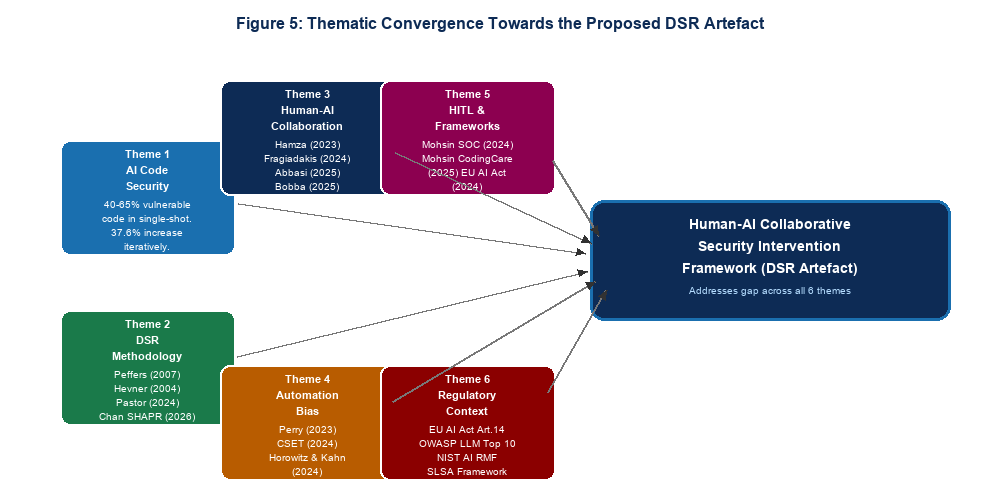 Figure 5: Thematic Convergence Towards the Proposed DSR Artefact
Theme 1
AI Code
Security
40-65% vulnerable
code in single-shot.
37.6% increase
iteratively.
Theme 3
Human-AI
Collaboration
Hamza (2023)
Fragiadakis (2024)
Abbasi (2025)
Bobba (2025)
Theme 5
HITL &
Frameworks
Mohsin SOC (2024)
Mohsin CodingCare
(2025) EU AI Act
(2024)
Human-AI Collaborative
Security Intervention
Framework (DSR Artefact)
Addresses gap across all 6 themes
Theme 2
DSR
Methodology
Peffers (2007)
Hevner (2004)
Pastor (2024)
Chan SHAPR (2026)
Theme 4
Automation
Bias
Perry (2023)
CSET (2024)
Horowitz & Kahn
(2024)
Theme 6
Regulatory
Context
EU AI Act Art.14
OWASP LLM Top 10
NIST AI RMF
SLSA Framework